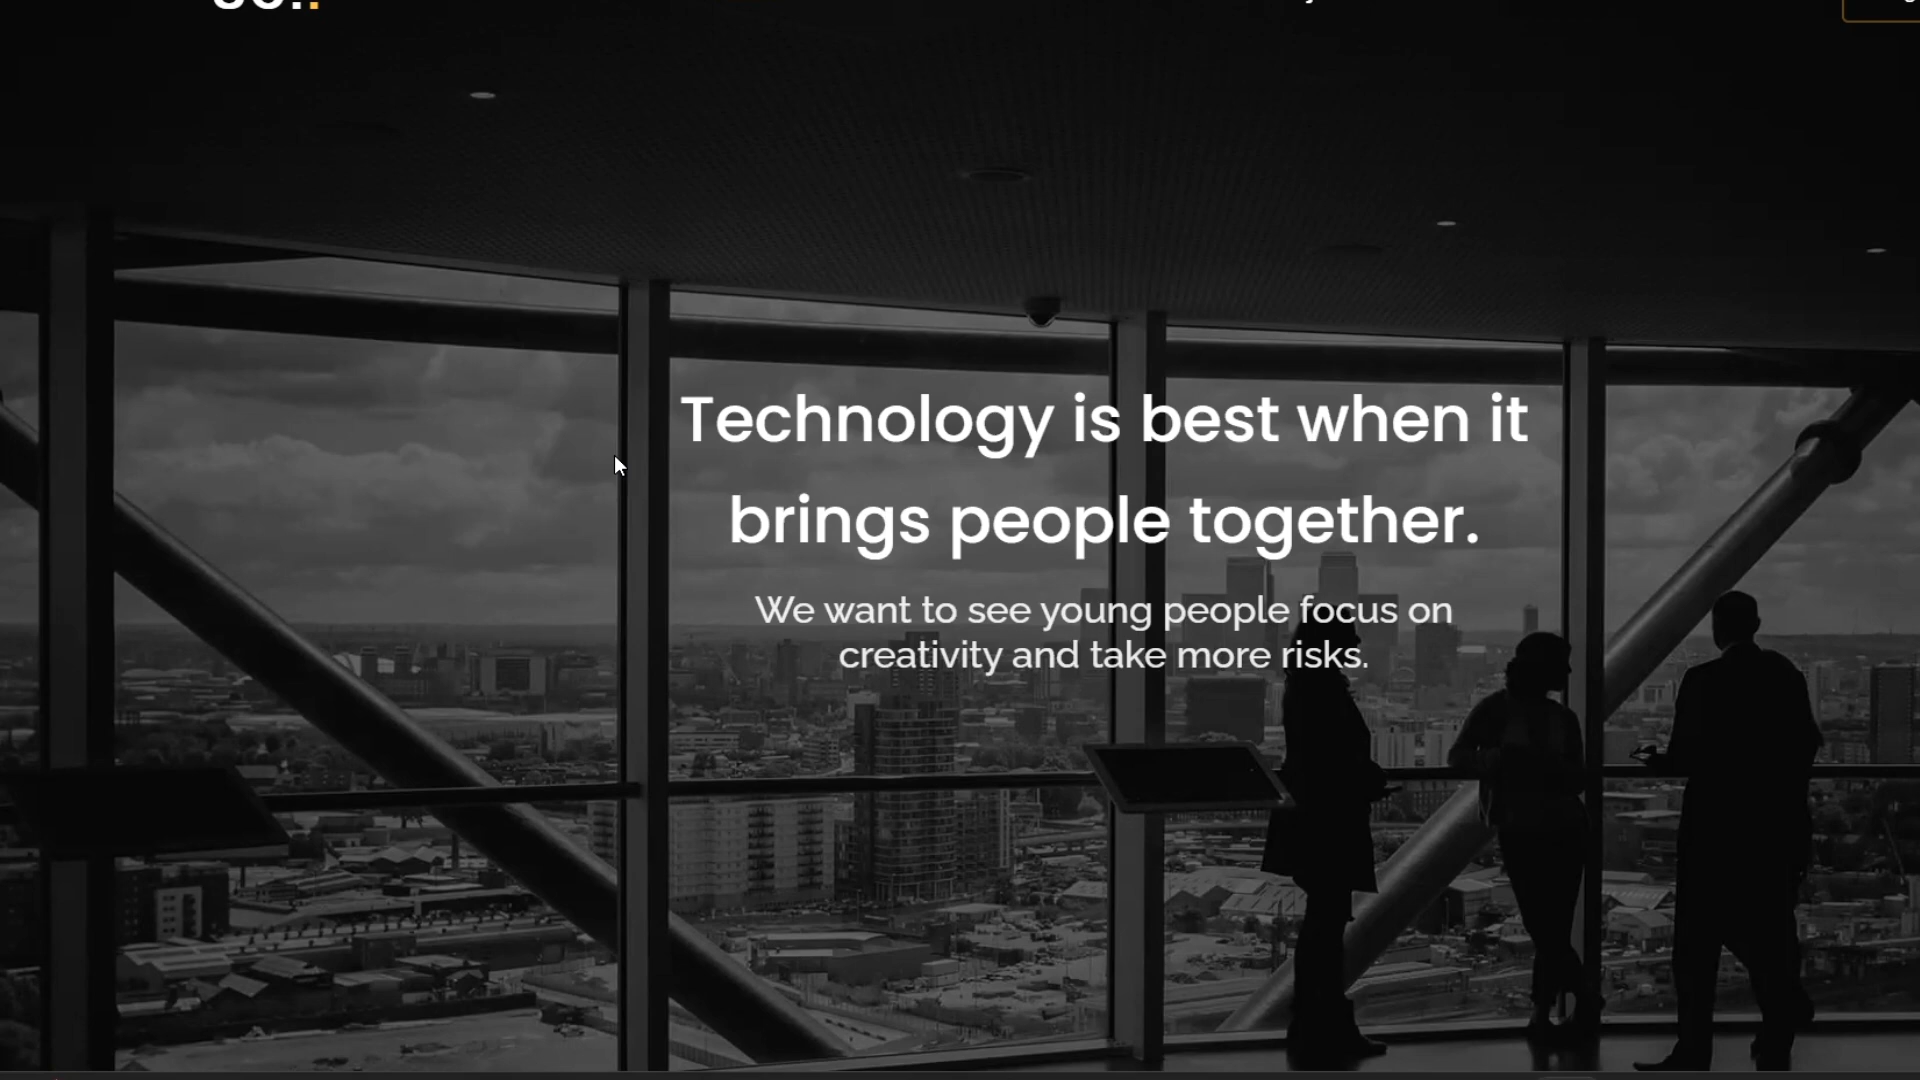 Technology is best when it
brings people together.
We want to see young people focus on
creativity and take more risks.